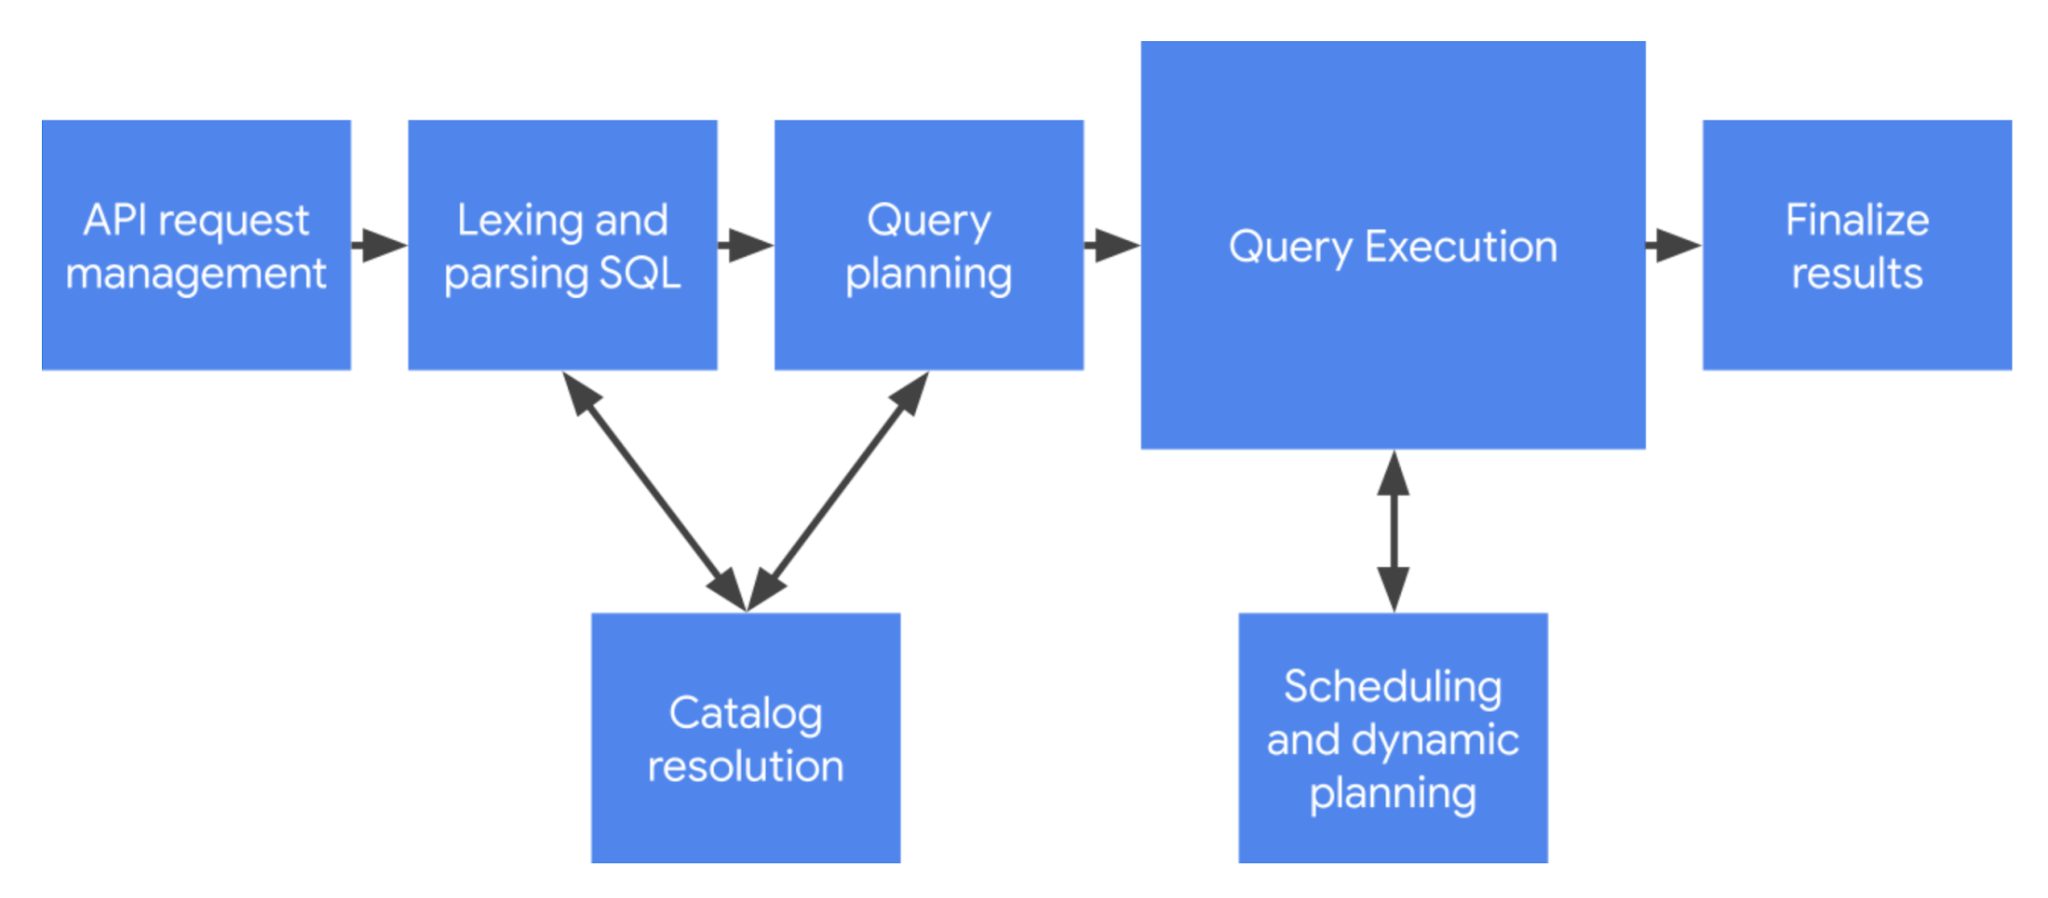 API request
management
Lexing and
parsing SQL
Query
planning
Query Execution
Finalize
results
Catalog
resolution
Scheduling
and dynamic
planning